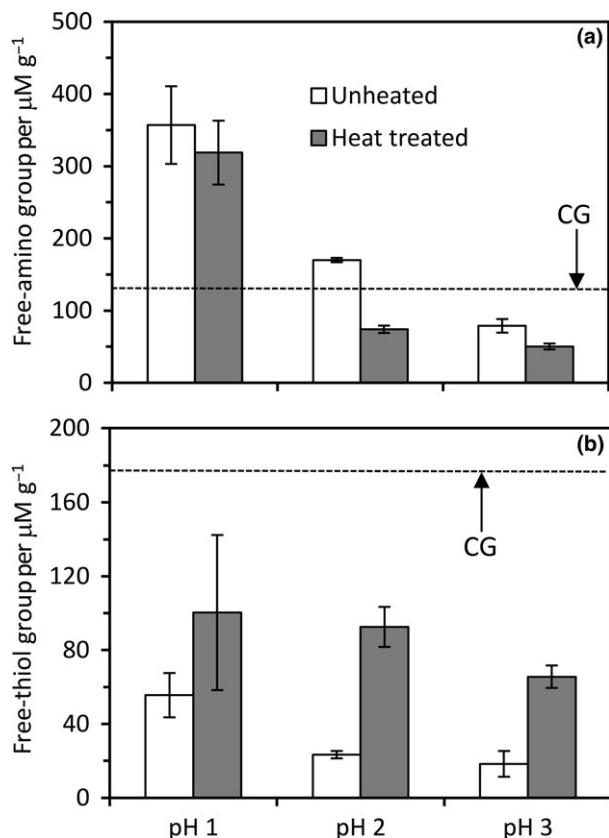 500
400
300
200
100
0
Free-amino group per µM g⁻¹
(a)
Unheated
Heat treated
CG
200
160
120
80
40
0
Free-thiol group per µM g⁻¹
(b)
CG
pH 1
pH 2
pH 3